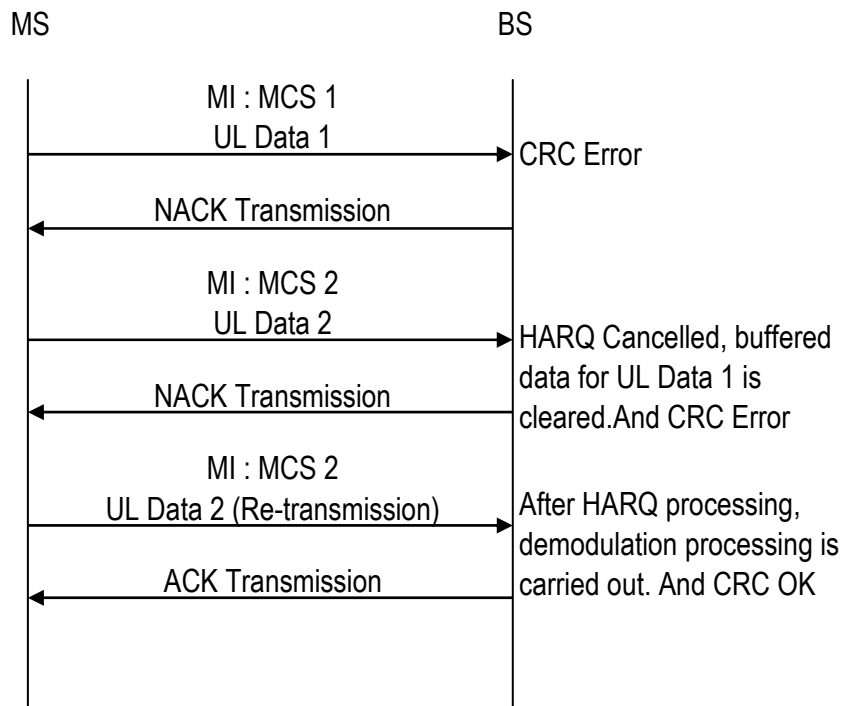 MS
BS
MI : MCS 1
UL Data 1
CRC Error
NACK Transmission
MI : MCS 2
UL Data 2
HARQ Cancelled, buffered
data for UL Data 1 is
cleared.And CRC Error
NACK Transmission
MI : MCS 2
UL Data 2 (Re-transmission)
After HARQ processing,
demodulation processing is
carried out. And CRC OK
ACK Transmission